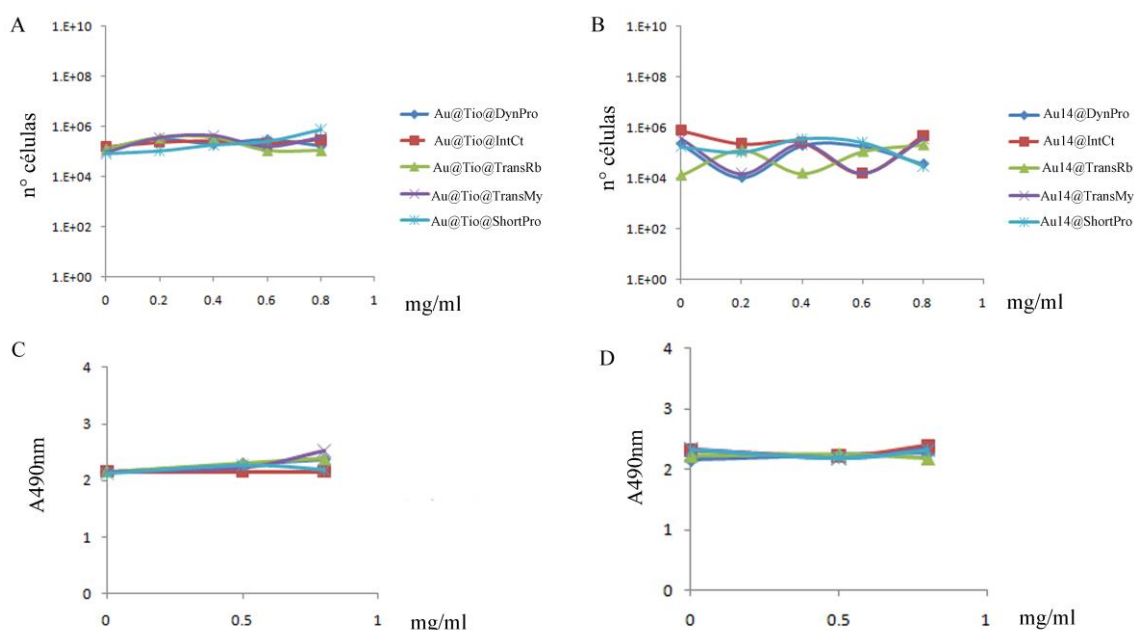 A
1.E+10
1.E+08
1.E+06
1.E+04
1.E+02
1.E+00
n° células
0 0.2 0.4 0.6 0.8 1
mg/ml
Au@Tio@DynPro
Au@Tio@IntCt
Au@Tio@TransRb
Au@Tio@TransMy
Au@Tio@ShortPro
B
1.E+10
1.E+08
1.E+06
1.E+04
1.E+02
1.E+00
n° células
0 0.2 0.4 0.6 0.8 1
mg/ml
Au14@DynPro
Au14@IntCt
Au14@TransRb
Au14@TransMy
Au14@ShortPro
C
4
3
2
1
0
A490nm
0 0.5 1
mg/ml
D
4
3
2
1
0
A490nm
0 0.5 1
mg/ml